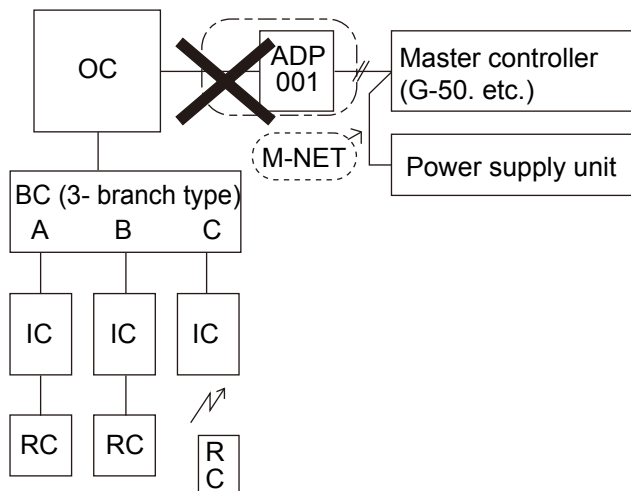 OC
ADP
001
Master controller
(G-50. etc.)
M-NET
Power supply unit
BC (3- branch type)
A B C
IC IC IC
RC RC
R
C